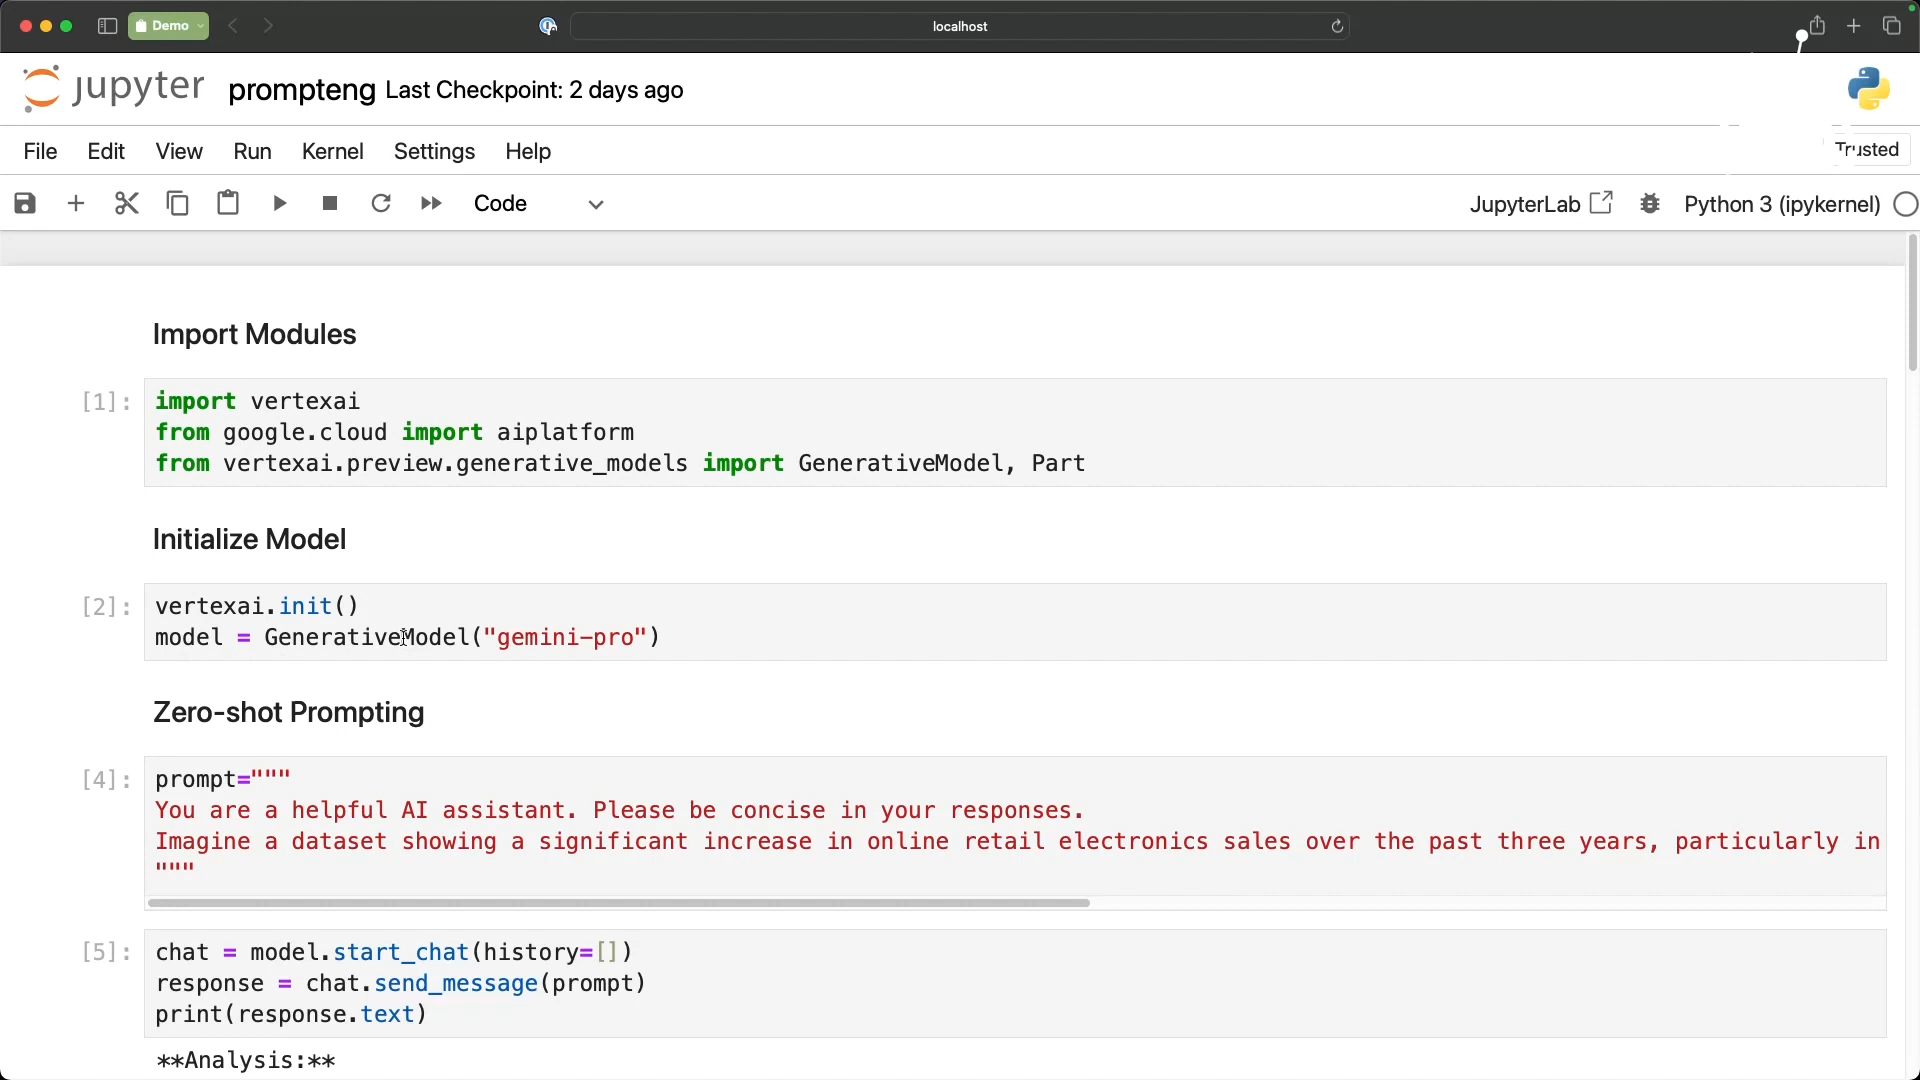 Demo
localhost
jupyter prompteng Last Checkpoint: 2 days ago
File Edit View Run Kernel Settings Help
Trusted
Code
JupyterLab
Python 3 (ipykernel)
Import Modules
[1]:
import vertexai
from google.cloud import aiplatform
from vertexai.preview.generative_models import GenerativeModel, Part
Initialize Model
[2]:
vertexai.init()
model = GenerativeModel("gemini-pro")
Zero-shot Prompting
[4]:
prompt="""
You are a helpful AI assistant. Please be concise in your responses.
Imagine a dataset showing a significant increase in online retail electronics sales over the past three years, particularly in
"""
[5]:
chat = model.start_chat(history=[])
response = chat.send_message(prompt)
print(response.text)
**Analysis:**